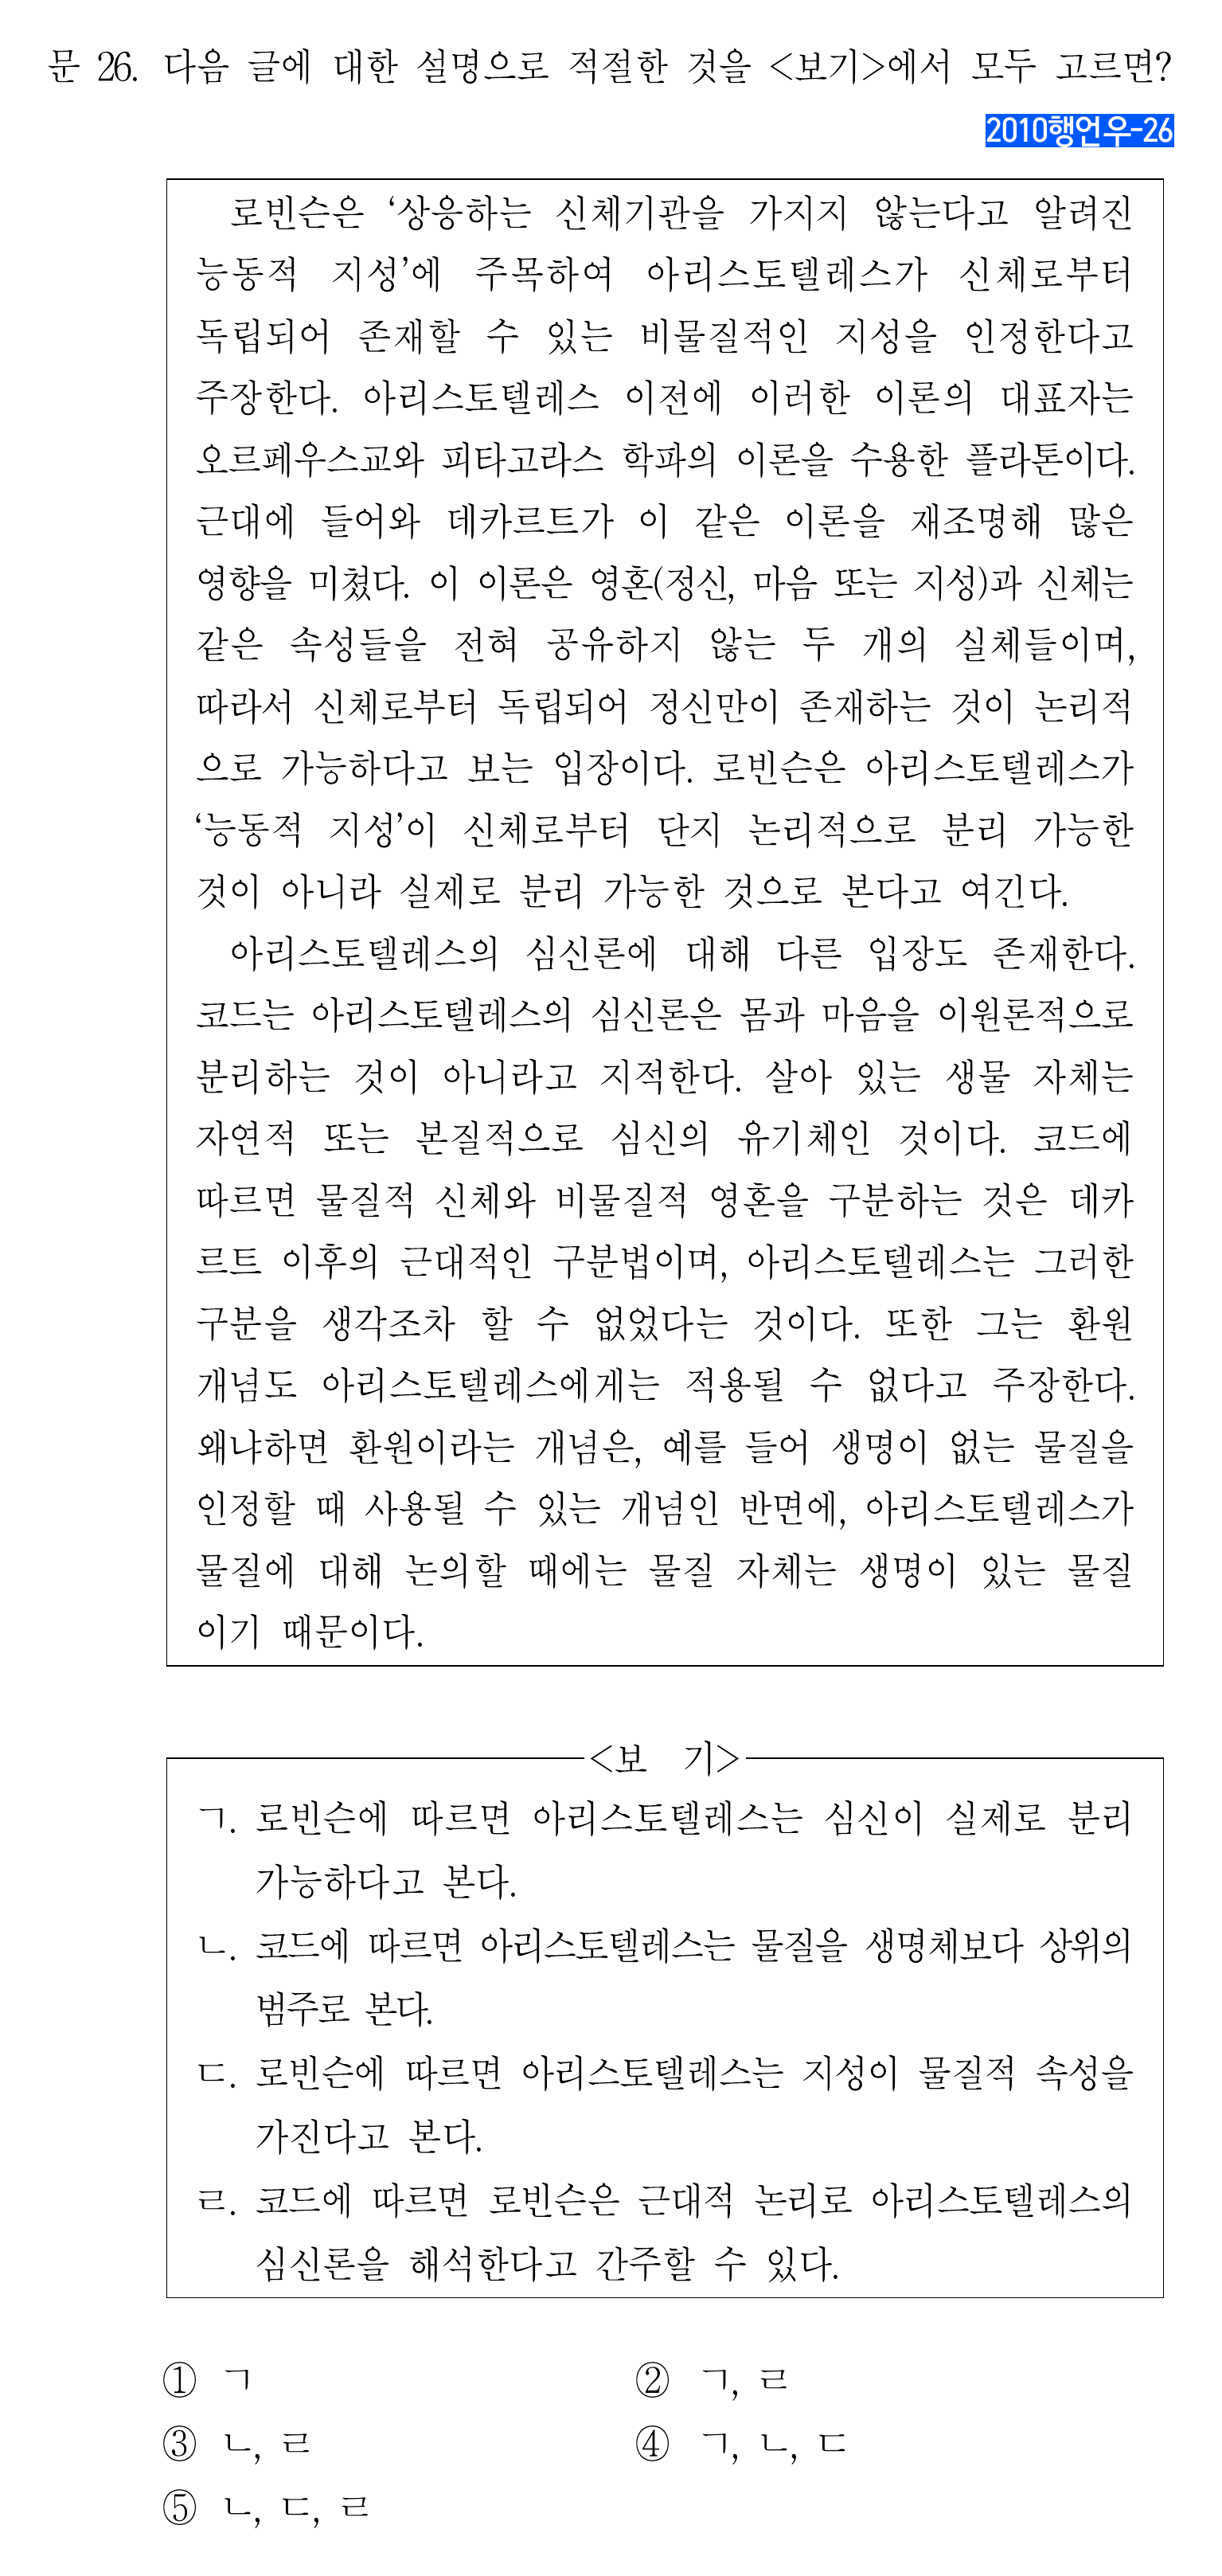 문 26. 다음 글에 대한 설명으로 적절한 것을 <보기>에서 모두 고르면?
2010행언우-26
로빈슨은 ‘상응하는 신체기관을 가지지 않는다고 알려진
능동적 지성’에 주목하여 아리스토텔레스가 신체로부터
독립되어 존재할 수 있는 비물질적인 지성을 인정한다고
주장한다. 아리스토텔레스 이전에 이러한 이론의 대표자는
오르페우스교와 피타고라스 학파의 이론을 수용한 플라톤이다.
근대에 들어와 데카르트가 이 같은 이론을 재조명해 많은
영향을 미쳤다. 이 이론은 영혼(정신, 마음 또는 지성)과 신체는
같은 속성들을 전혀 공유하지 않는 두 개의 실체들이며,
따라서 신체로부터 독립되어 정신만이 존재하는 것이 논리적
으로 가능하다고 보는 입장이다. 로빈슨은 아리스토텔레스가
‘능동적 지성’이 신체로부터 단지 논리적으로 분리 가능한
것이 아니라 실제로 분리 가능한 것으로 본다고 여긴다.
아리스토텔레스의 심신론에 대해 다른 입장도 존재한다.
코드는 아리스토텔레스의 심신론은 몸과 마음을 이원론적으로
분리하는 것이 아니라고 지적한다. 살아 있는 생물 자체는
자연적 또는 본질적으로 심신의 유기체인 것이다. 코드에
따르면 물질적 신체와 비물질적 영혼을 구분하는 것은 데카
르트 이후의 근대적인 구분법이며, 아리스토텔레스는 그러한
구분을 생각조차 할 수 없었다는 것이다. 또한 그는 환원
개념도 아리스토텔레스에게는 적용될 수 없다고 주장한다.
왜냐하면 환원이라는 개념은, 예를 들어 생명이 없는 물질을
인정할 때 사용될 수 있는 개념인 반면에, 아리스토텔레스가
물질에 대해 논의할 때에는 물질 자체는 생명이 있는 물질
이기 때문이다.
<보 기>
ㄱ. 로빈슨에 따르면 아리스토텔레스는 심신이 실제로 분리
가능하다고 본다.
ㄴ. 코드에 따르면 아리스토텔레스는 물질을 생명체보다 상위의
범주로 본다.
ㄷ. 로빈슨에 따르면 아리스토텔레스는 지성이 물질적 속성을
가진다고 본다.
ㄹ. 코드에 따르면 로빈슨은 근대적 논리로 아리스토텔레스의
심신론을 해석한다고 간주할 수 있다.
① ㄱ ② ㄱ, ㄹ
③ ㄴ, ㄹ ④ ㄱ, ㄴ, ㄷ
⑤ ㄴ, ㄷ, ㄹ